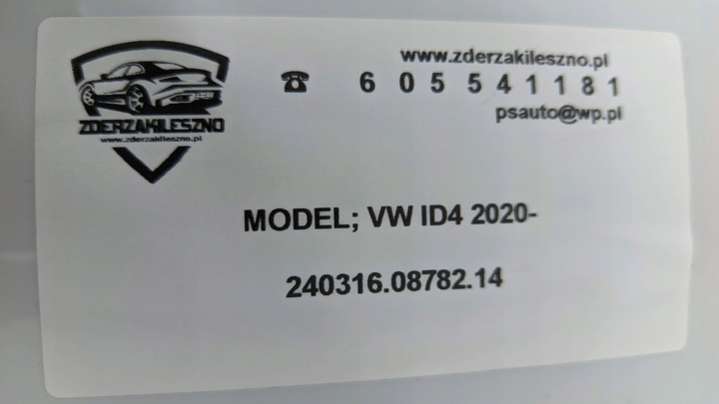 ZDERZAKILESZNO
www.zderzakileszno.pl
www.zderzakileszno.pl
☎ 6 0 5 5 4 1 1 8 1
psauto@wp.pl
MODEL; VW ID4 2020-
240316.08782.14